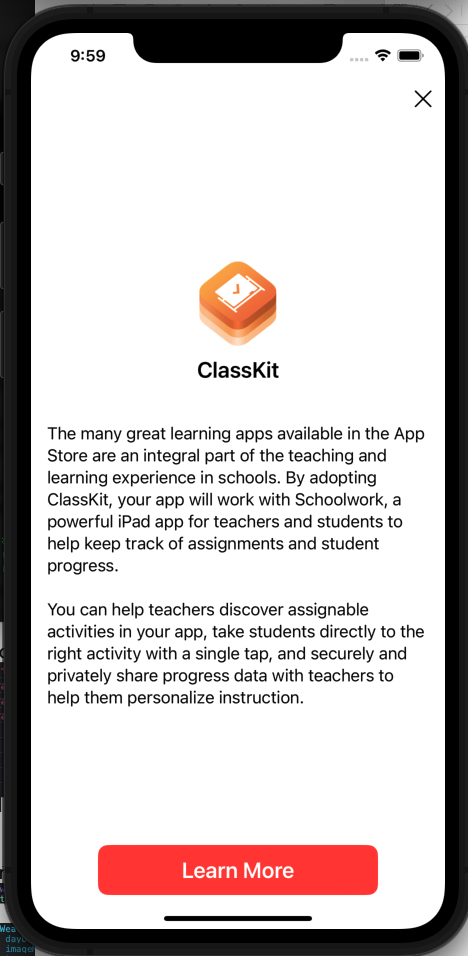 9:59
ClassKit
The many great learning apps available in the App
Store are an integral part of the teaching and
learning experience in schools. By adopting
ClassKit, your app will work with Schoolwork, a
powerful iPad app for teachers and students to
help keep track of assignments and student
progress.
You can help teachers discover assignable
activities in your app, take students directly to the
right activity with a single tap, and securely and
privately share progress data with teachers to
help them personalize instruction.
Learn More